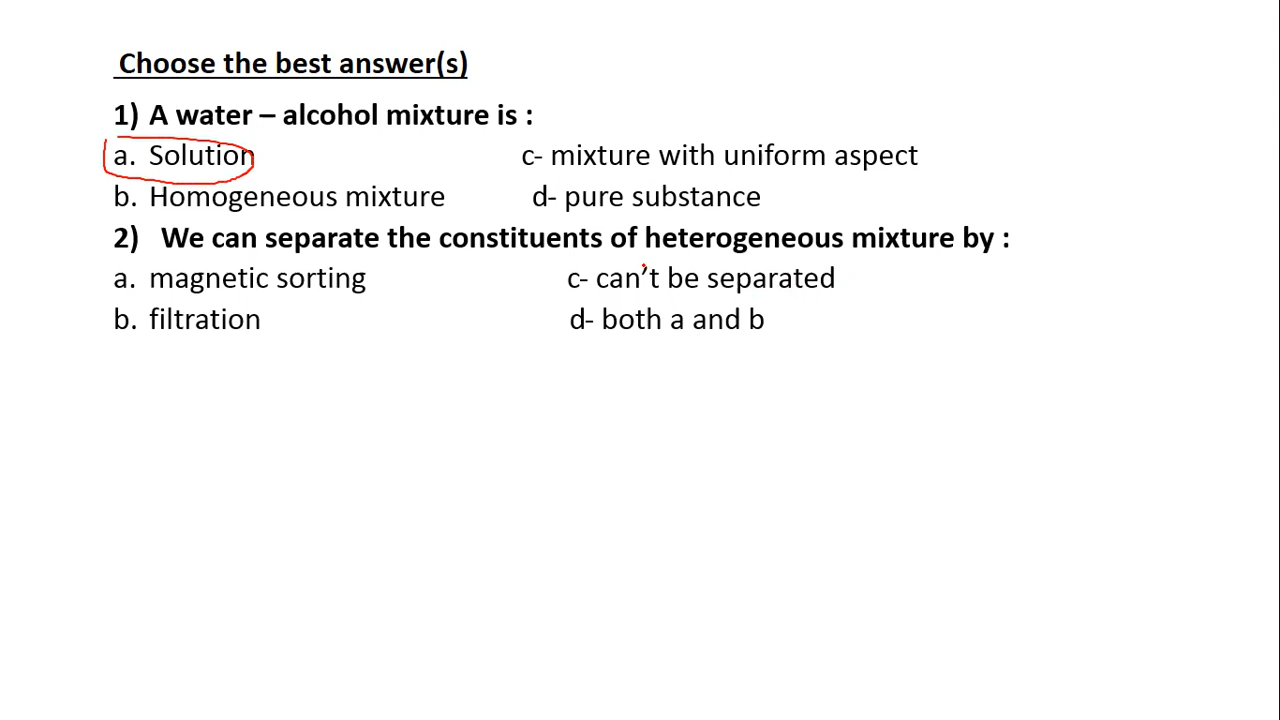 Choose the best answer(s)
1) A water – alcohol mixture is :
a. Solution c- mixture with uniform aspect
b. Homogeneous mixture d- pure substance
2) We can separate the constituents of heterogeneous mixture by :
a. magnetic sorting c- can’t be separated
b. filtration d- both a and b